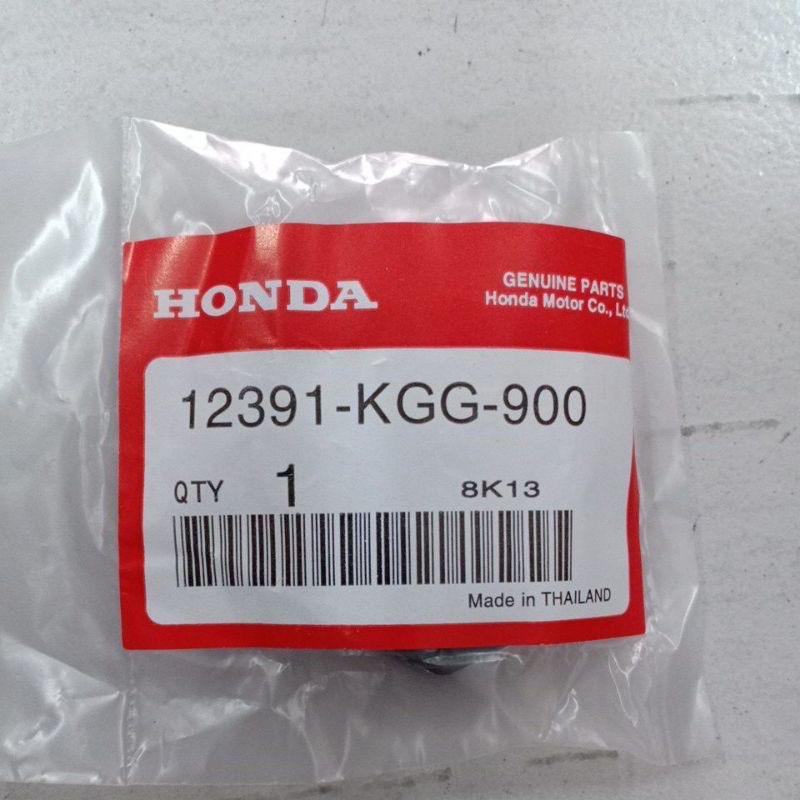 HONDA
GENUINE PARTS
Honda Motor Co., Ltd
12391-KGG-900
QTY 1 8K13
Made in THAILAND